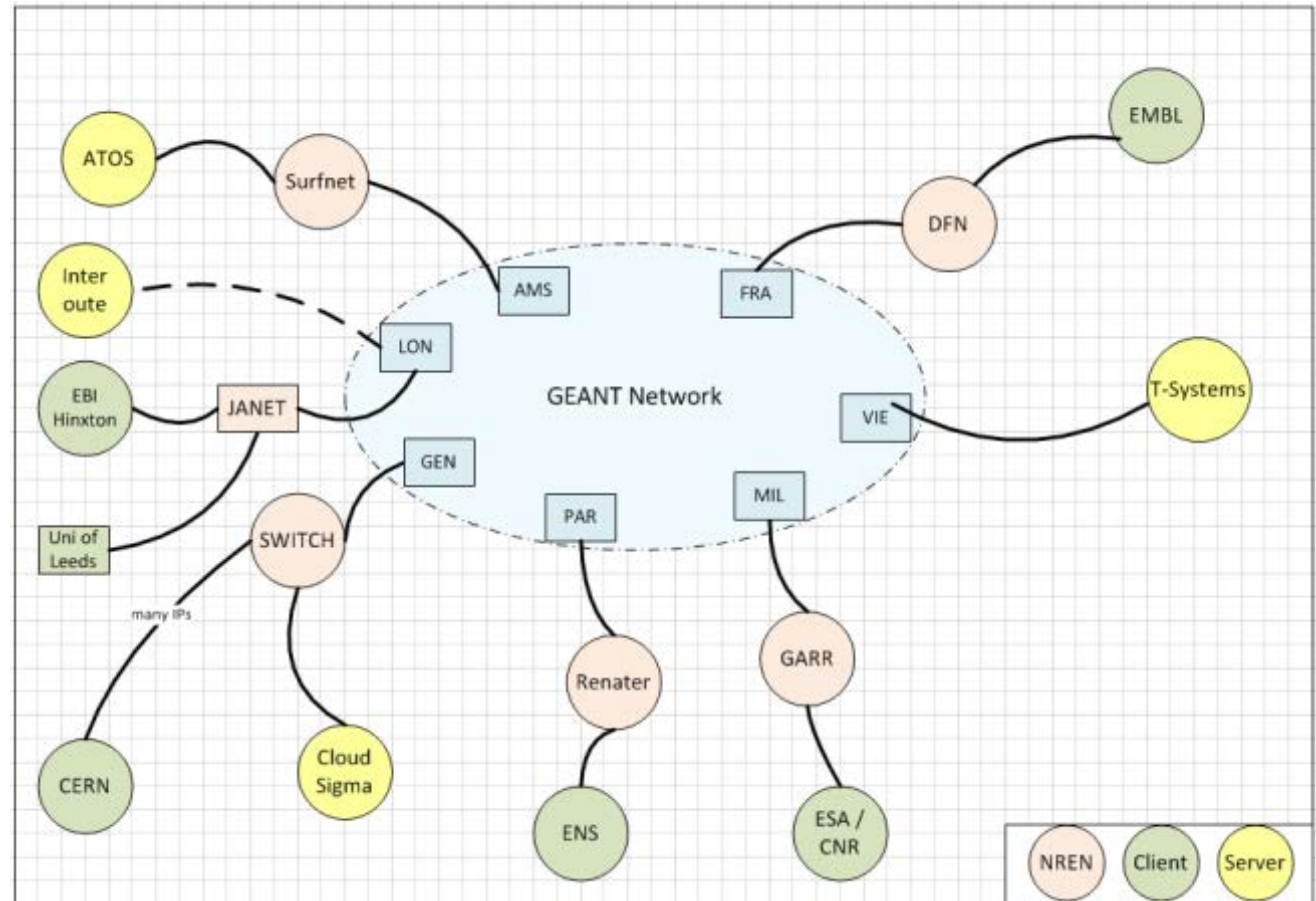 EMBL
ATOS
Surfnet
DFN
Inter
oute
AMS
FRA
LON
GEANT Network
T-Systems
EBI
Hinxton
JANET
VIE
GEN
MIL
PAR
Uni of
Leeds
SWITCH
many IPs
GARR
Renater
Cloud
Sigma
CERN
ENS
ESA /
CNR
NREN
Client
Server